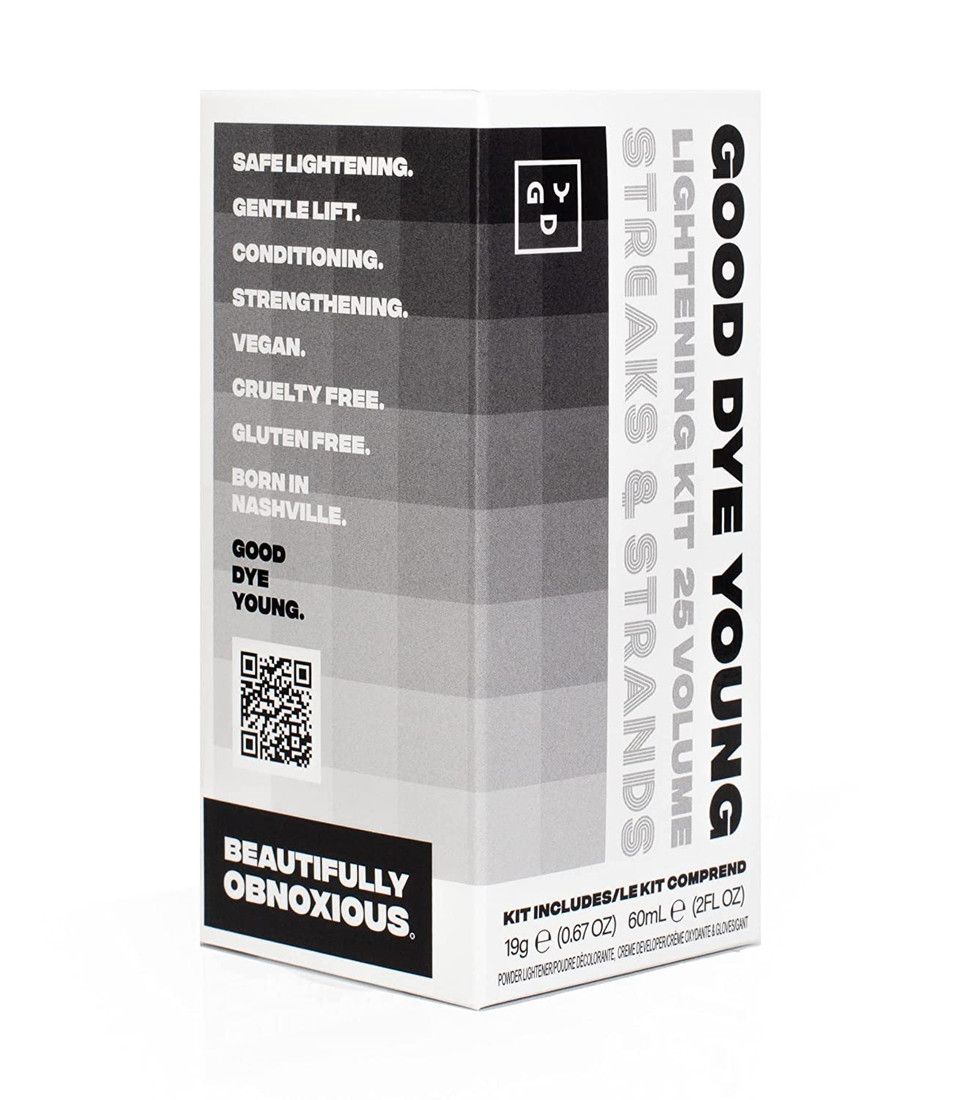 SAFE LIGHTENING.
GENTLE LIFT.
CONDITIONING.
STRENGTHENING.
VEGAN.
CRUELTY FREE.
GLUTEN FREE.
BORN IN
NASHVILLE.
GOOD
DYE
YOUNG.
BEAUTIFULLY
OBNOXIOUS.
G Y
D
GOOD DYE YOUNG
LIGHTENING KIT 25 VOLUME
STREAKS & STRANDS
KIT INCLUDES/LE KIT COMPREND
19g ℮ (0.67 OZ) 60mL ℮ (2FL OZ)
POWDER LIGHTENER/POUDRE DÉCOLORANTE, CREME DEVELOPER/CRÈME OXYDANTE & GLOVES/GANT